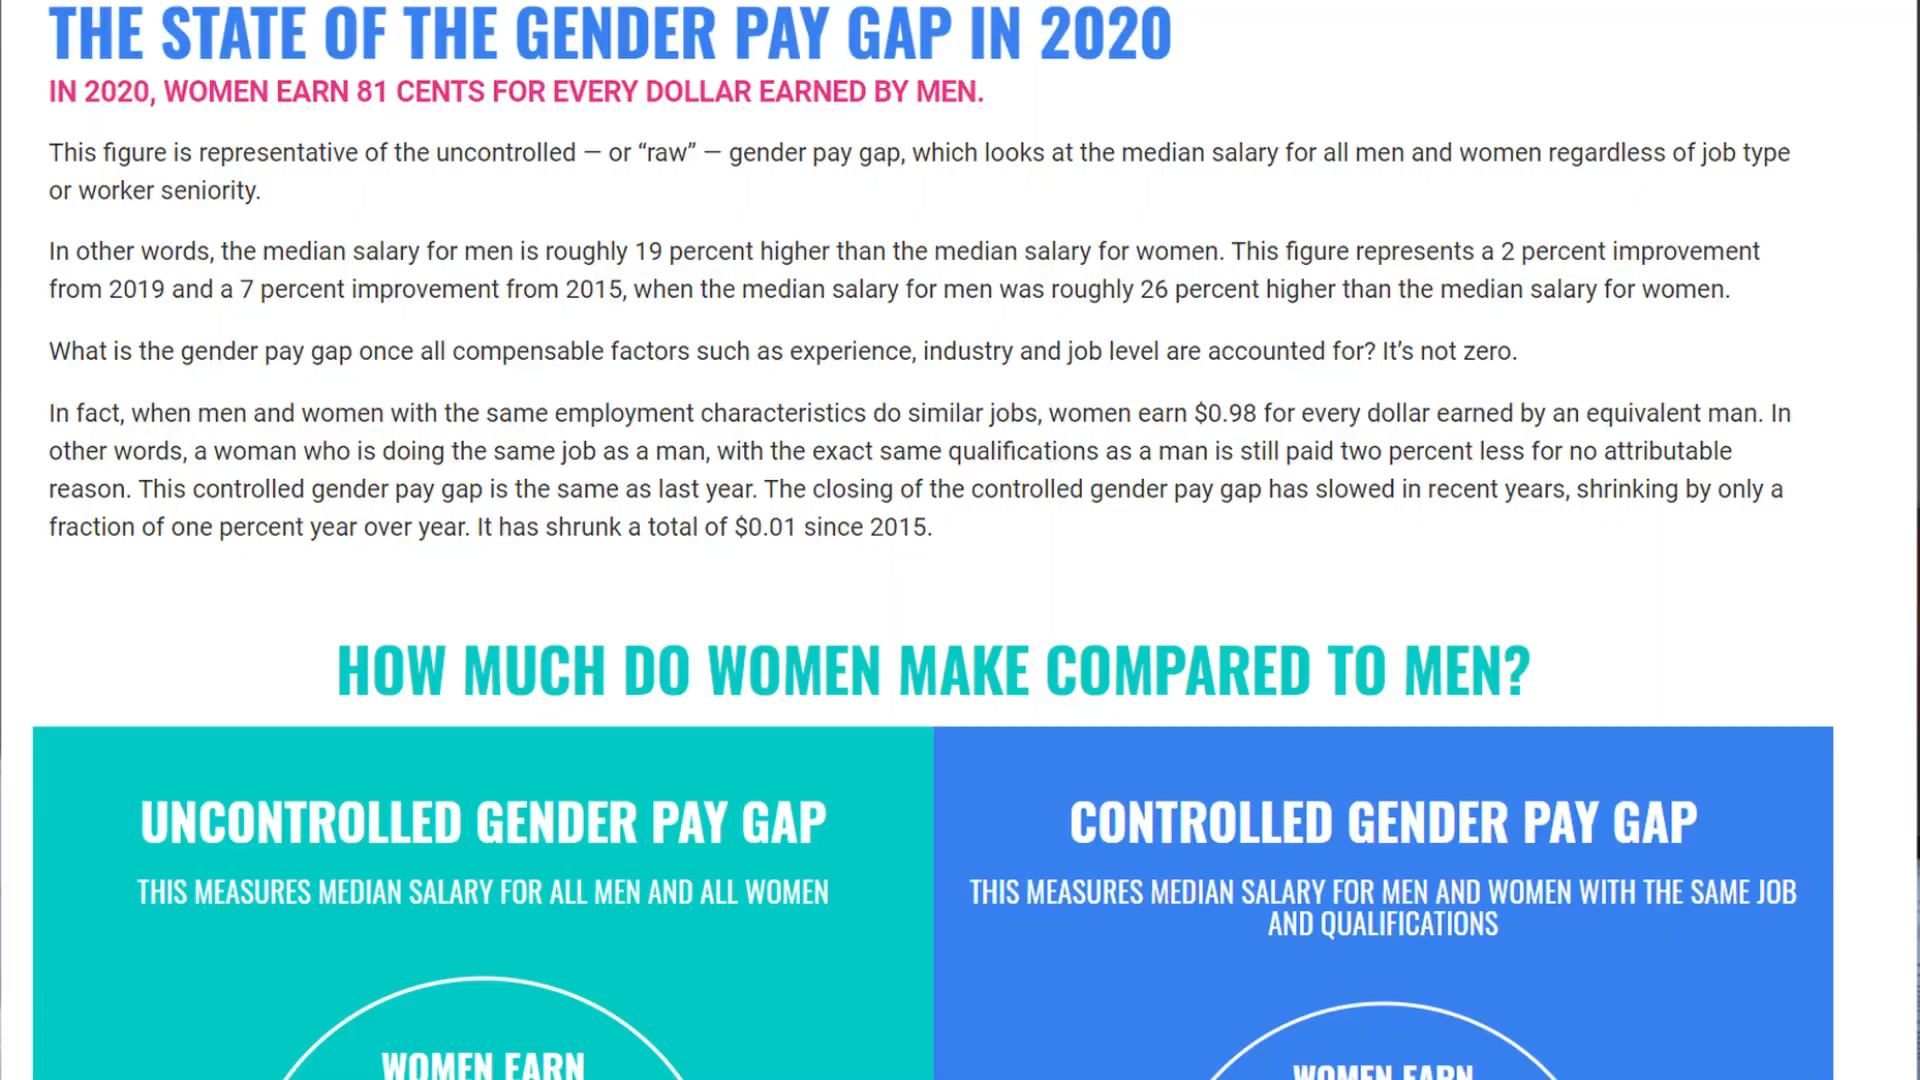 THE STATE OF THE GENDER PAY GAP IN 2020
IN 2020, WOMEN EARN 81 CENTS FOR EVERY DOLLAR EARNED BY MEN.
This figure is representative of the uncontrolled — or “raw” — gender pay gap, which looks at the median salary for all men and women regardless of job type
or worker seniority.
In other words, the median salary for men is roughly 19 percent higher than the median salary for women. This figure represents a 2 percent improvement
from 2019 and a 7 percent improvement from 2015, when the median salary for men was roughly 26 percent higher than the median salary for women.
What is the gender pay gap once all compensable factors such as experience, industry and job level are accounted for? It’s not zero.
In fact, when men and women with the same employment characteristics do similar jobs, women earn $0.98 for every dollar earned by an equivalent man. In
other words, a woman who is doing the same job as a man, with the exact same qualifications as a man is still paid two percent less for no attributable
reason. This controlled gender pay gap is the same as last year. The closing of the controlled gender pay gap has slowed in recent years, shrinking by only a
fraction of one percent year over year. It has shrunk a total of $0.01 since 2015.
HOW MUCH DO WOMEN MAKE COMPARED TO MEN?
UNCONTROLLED GENDER PAY GAP
THIS MEASURES MEDIAN SALARY FOR ALL MEN AND ALL WOMEN
WOMEN EARN
CONTROLLED GENDER PAY GAP
THIS MEASURES MEDIAN SALARY FOR MEN AND WOMEN WITH THE SAME JOB
AND QUALIFICATIONS
WOMEN EARN